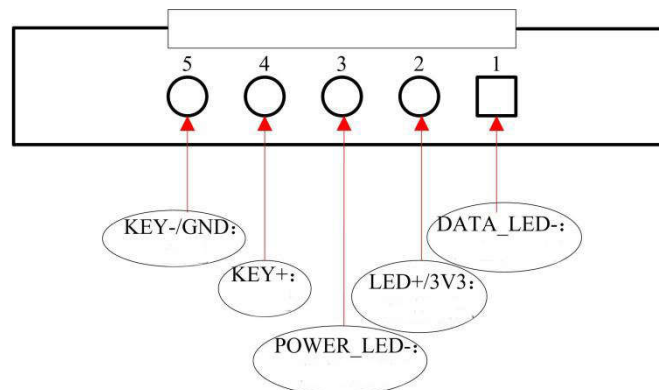 5 4 3 2 1
KEY-/GND：
DATA_LED-：
KEY+：
LED+/3V3：
POWER_LED-：